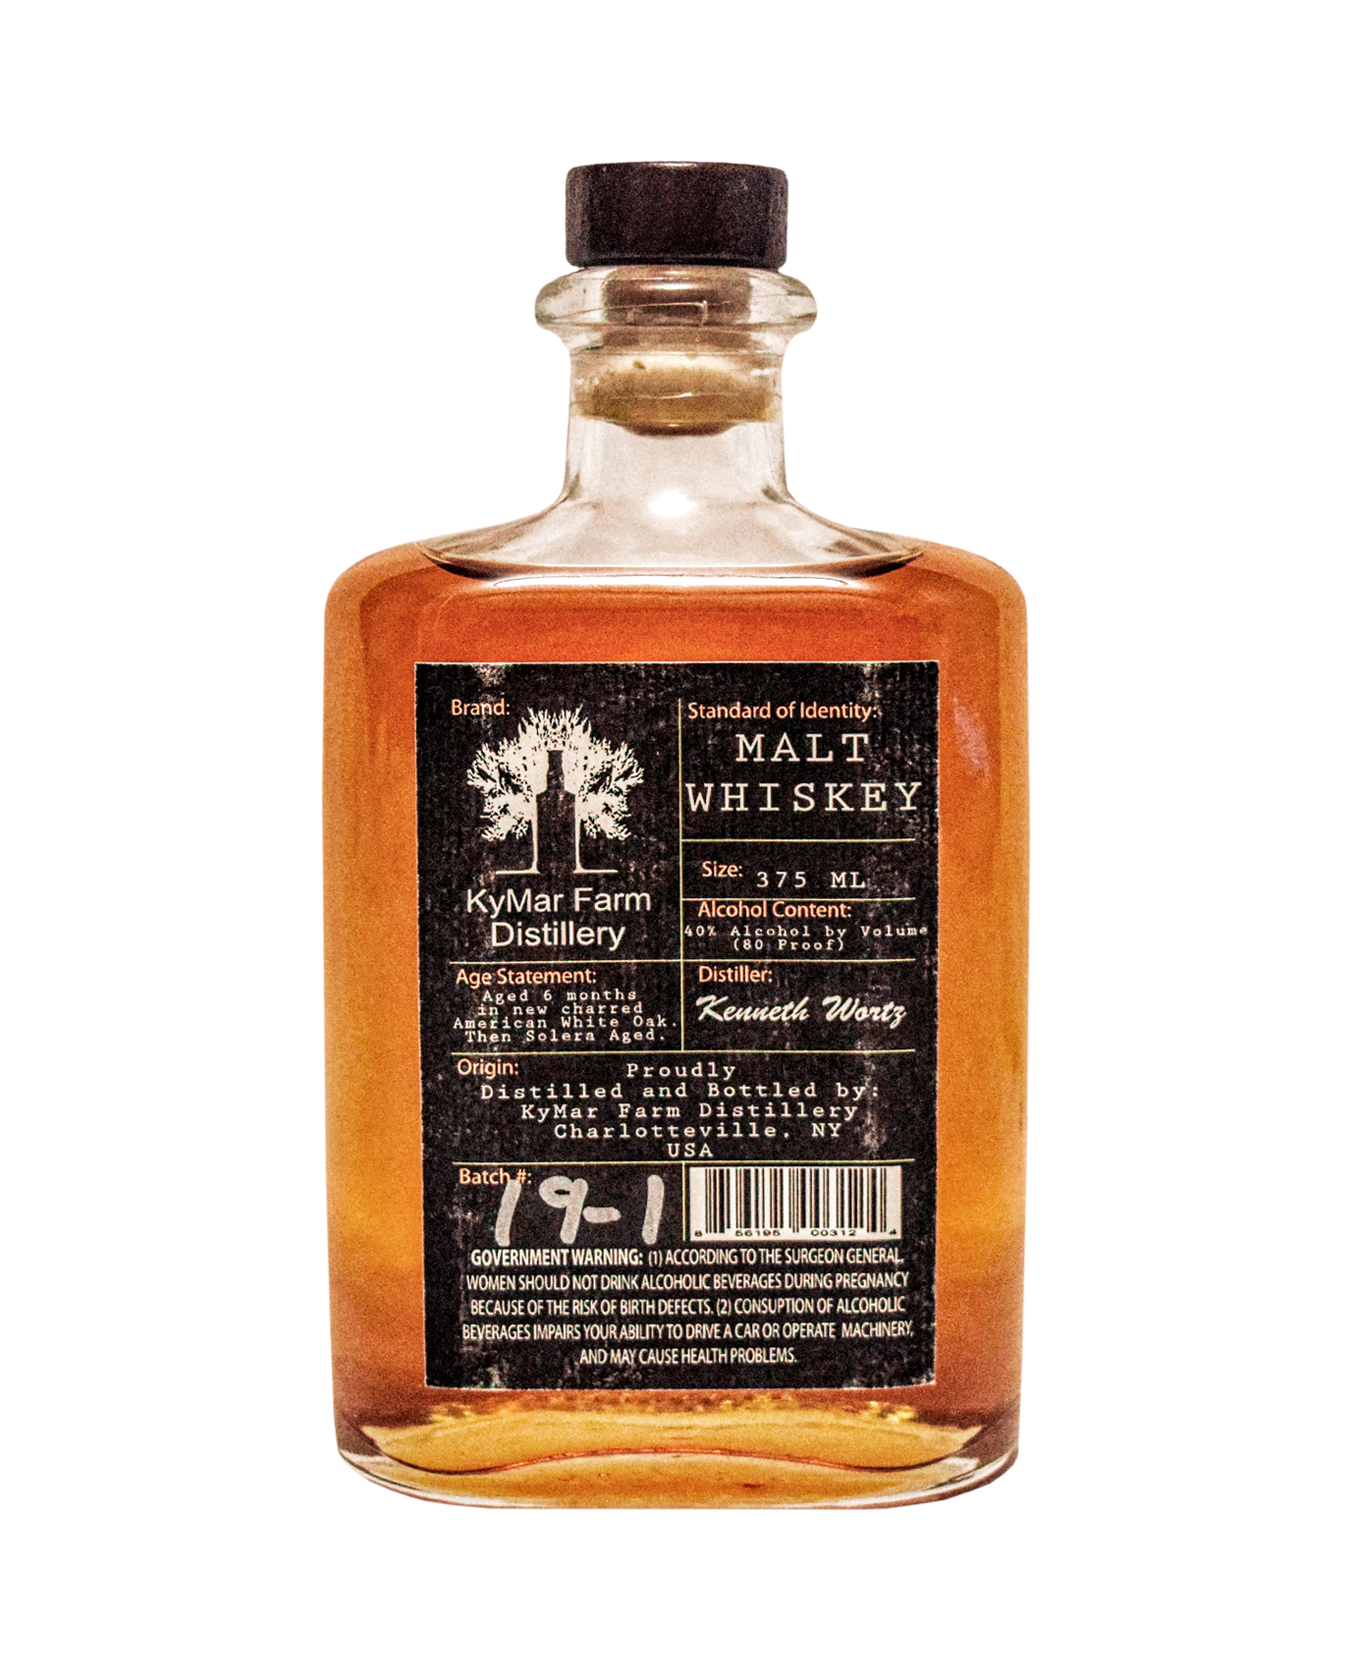 Brand:
KyMar Farm
Distillery
Standard of Identity:
MALT
WHISKEY
Size: 375 ML
Alcohol Content:
40% Alcohol by Volume
(80 Proof)
Age Statement:
Aged 6 months
in new charred
American White Oak.
Then Solera Aged.
Distiller:
Kenneth Wortz
Origin:
Proudly
Distilled and Bottled by:
KyMar Farm Distillery
Charlotteville, NY
USA
Batch #:
19-1
8 56195 00312 4
GOVERNMENT WARNING: (1) ACCORDING TO THE SURGEON GENERAL,
WOMEN SHOULD NOT DRINK ALCOHOLIC BEVERAGES DURING PREGNANCY
BECAUSE OF THE RISK OF BIRTH DEFECTS. (2) CONSUPTION OF ALCOHOLIC
BEVERAGES IMPAIRS YOUR ABILITY TO DRIVE A CAR OR OPERATE MACHINERY,
AND MAY CAUSE HEALTH PROBLEMS.